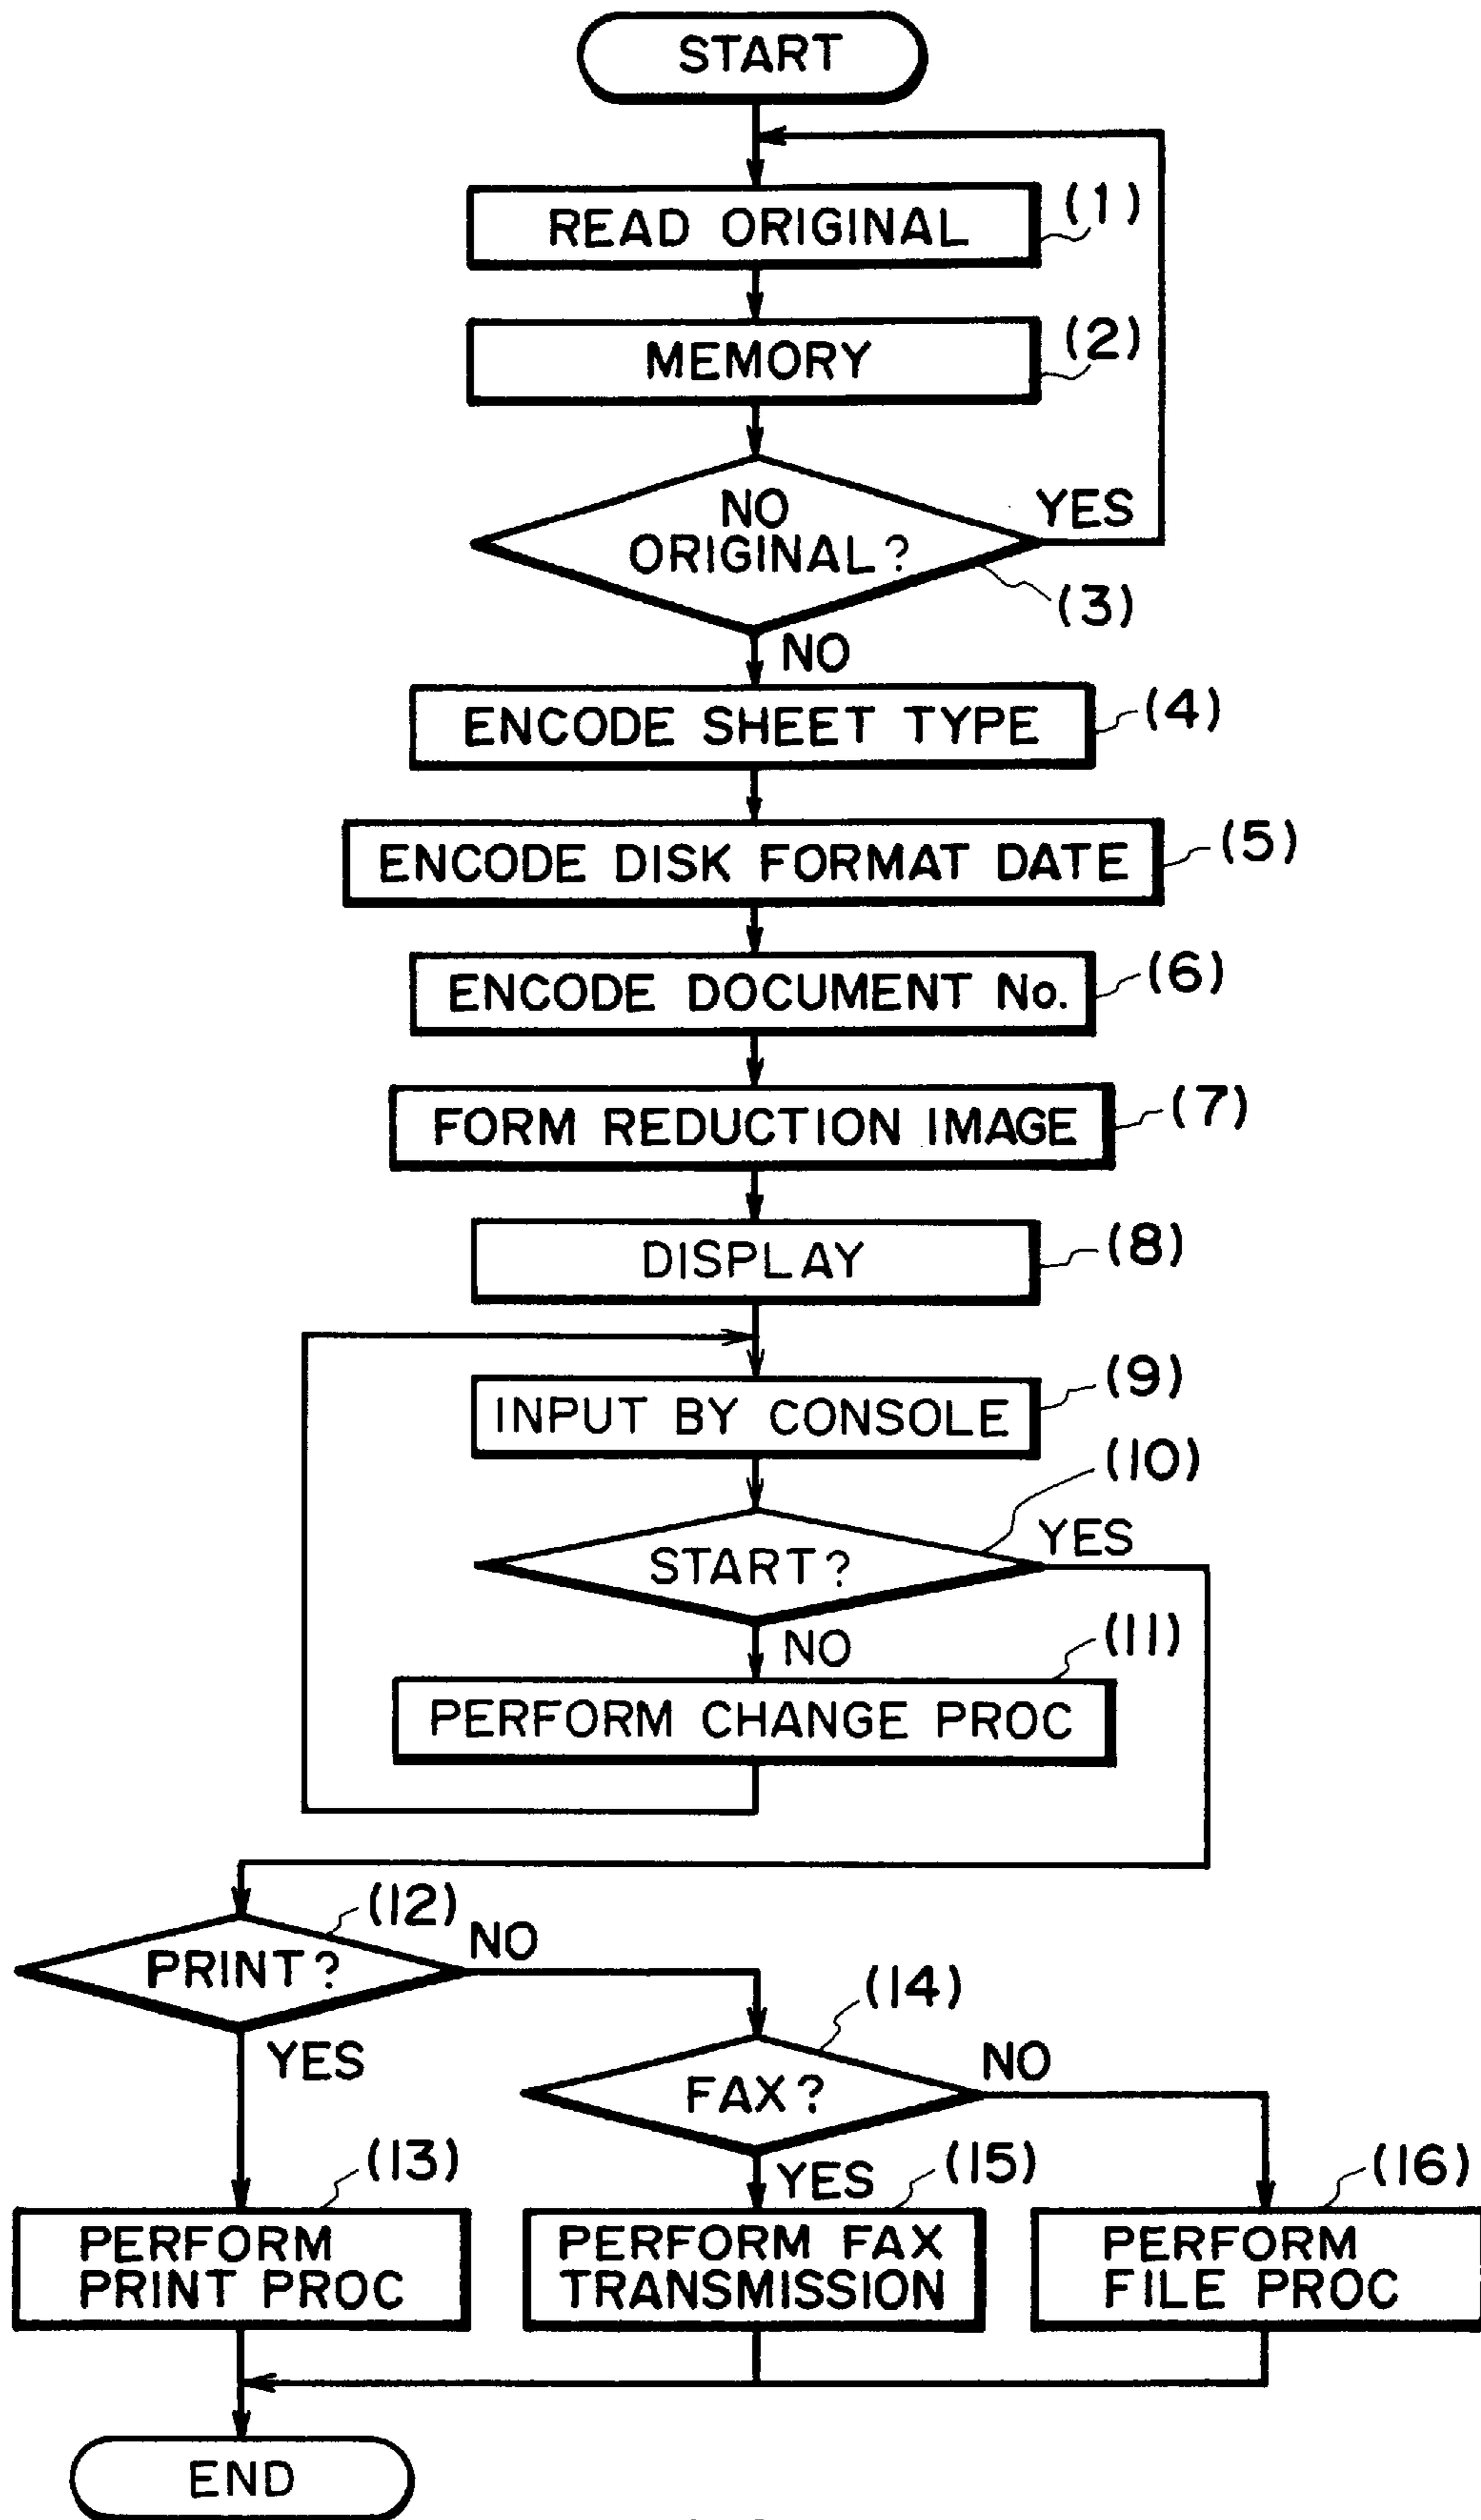 START
READ ORIGINAL
(1)
MEMORY
(2)
NO
ORIGINAL?
YES
(3)
NO
ENCODE SHEET TYPE
(4)
ENCODE DISK FORMAT DATE
(5)
ENCODE DOCUMENT No.
(6)
FORM REDUCTION IMAGE
(7)
DISPLAY
(8)
INPUT BY CONSOLE
(9)
(10)
START?
YES
NO
(11)
PERFORM CHANGE PROC
(12)
PRINT?
NO
YES
(14)
FAX?
NO
YES
(13)
PERFORM
PRINT PROC
(15)
PERFORM FAX
TRANSMISSION
(16)
PERFORM
FILE PROC
END